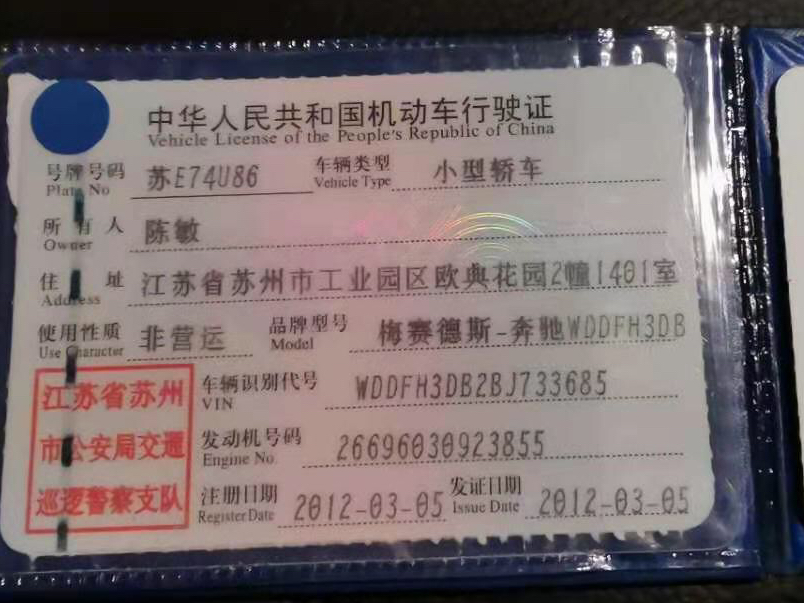 中华人民共和国机动车行驶证
Vehicle License of the People's Republic of China
号牌号码 苏E74U86 车辆类型 小型轿车
Plate No Vehicle Type
所有人 陈敏
Owner
住址 江苏省苏州市工业园区欧典花园2幢1401室
Address
使用性质 非营运 品牌型号 梅赛德斯-奔驰WDDFH3DB
Use Character Model
江苏省苏州
市公安局交通
巡逻警察支队
车辆识别代号 WDDFH3DB2BJ733685
VIN
发动机号码 26696030923855
Engine No.
注册日期 2012-03-05 发证日期 2012-03-05
Register Date Issue Date